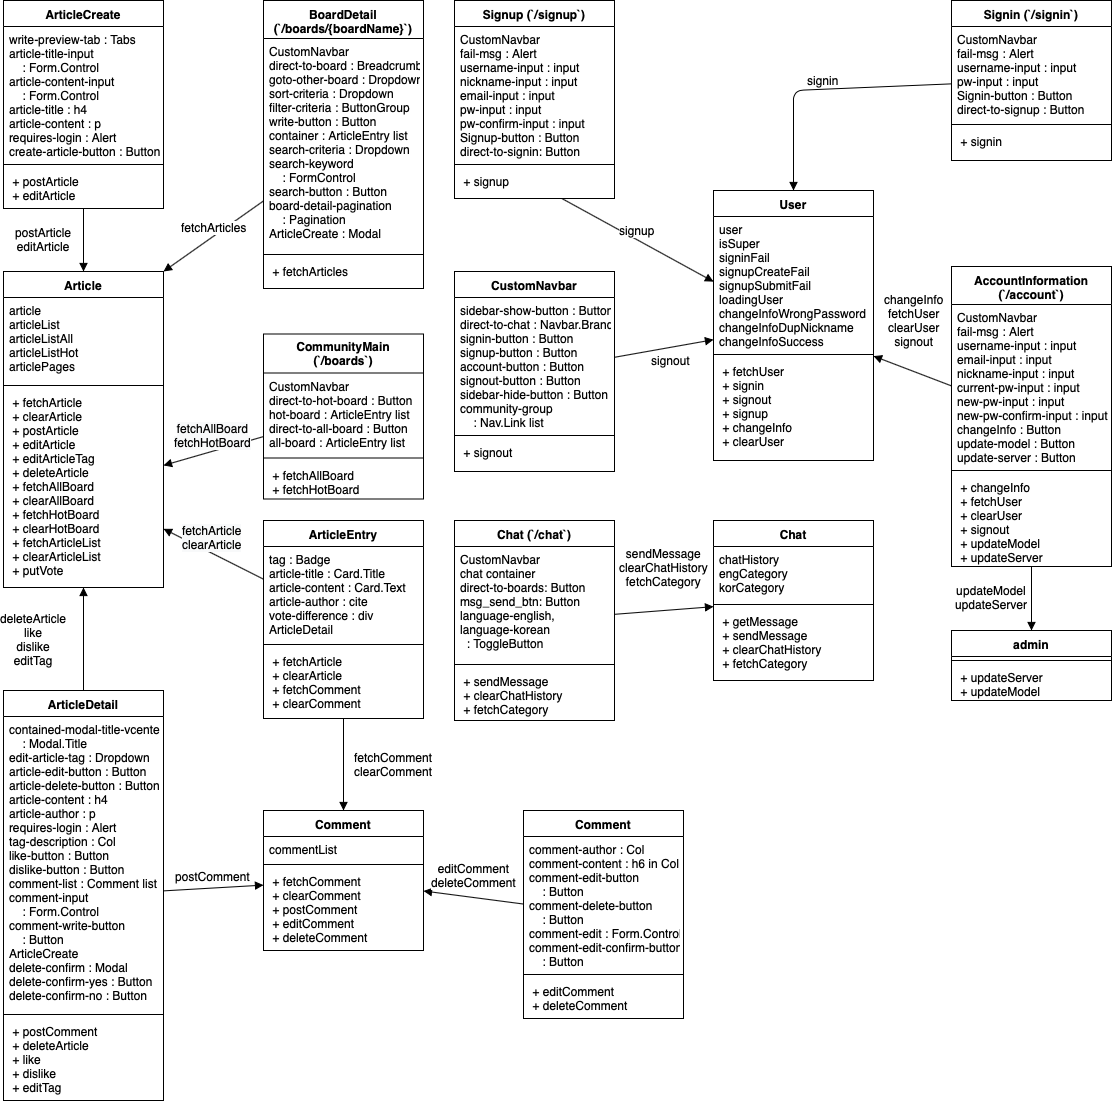 ArticleCreate
write-preview-tab : Tabs
article-title-input
: Form.Control
article-content-input
: Form.Control
article-title : h4
article-content : p
requires-login : Alert
create-article-button : Button
+ postArticle
+ editArticle
postArticle
editArticle
BoardDetail
(`/boards/{boardName}`)
CustomNavbar
direct-to-board : Breadcrumb
goto-other-board : Dropdown
sort-criteria : Dropdown
filter-criteria : ButtonGroup
write-button : Button
container : ArticleEntry list
search-criteria : Dropdown
search-keyword
: FormControl
search-button : Button
board-detail-pagination
: Pagination
ArticleCreate : Modal
+ fetchArticles
fetchArticles
Signup (`/signup`)
CustomNavbar
fail-msg : Alert
username-input : input
nickname-input : input
email-input : input
pw-input : input
pw-confirm-input : input
Signup-button : Button
direct-to-signin: Button
+ signup
signup
Signin (`/signin`)
CustomNavbar
fail-msg : Alert
username-input : input
pw-input : input
Signin-button : Button
direct-to-signup : Button
+ signin
signin
Article
article
articleList
articleListAll
articleListHot
articlePages
+ fetchArticle
+ clearArticle
+ postArticle
+ editArticle
+ editArticleTag
+ deleteArticle
+ fetchAllBoard
+ clearAllBoard
+ fetchHotBoard
+ clearHotBoard
+ fetchArticleList
+ clearArticleList
+ putVote
CommunityMain
(`/boards`)
CustomNavbar
direct-to-hot-board : Button
hot-board : ArticleEntry list
direct-to-all-board : Button
all-board : ArticleEntry list
+ fetchAllBoard
+ fetchHotBoard
fetchAllBoard
fetchHotBoard
CustomNavbar
sidebar-show-button : Button
direct-to-chat : Navbar.Brand
signin-button : Button
signup-button : Button
account-button : Button
signout-button : Button
sidebar-hide-button : Button
community-group
: Nav.Link list
+ signout
signout
User
user
isSuper
signinFail
signupCreateFail
signupSubmitFail
loadingUser
changeInfoWrongPassword
changeInfoDupNickname
changeInfoSuccess
+ fetchUser
+ signin
+ signout
+ signup
+ changeInfo
+ clearUser
changeInfo
fetchUser
clearUser
signout
AccountInformation
(`/account`)
CustomNavbar
fail-msg : Alert
username-input : input
email-input : input
nickname-input : input
current-pw-input : input
new-pw-input : input
new-pw-confirm-input : input
changeInfo : Button
update-model : Button
update-server : Button
+ changeInfo
+ fetchUser
+ clearUser
+ signout
+ updateModel
+ updateServer
updateModel
updateServer
admin
+ updateServer
+ updateModel
ArticleEntry
tag : Badge
article-title : Card.Title
article-content : Card.Text
article-author : cite
vote-difference : div
ArticleDetail
+ fetchArticle
+ clearArticle
+ fetchComment
+ clearComment
fetchArticle
clearArticle
fetchComment
clearComment
Chat (`/chat`)
CustomNavbar
chat container
direct-to-boards: Button
msg_send_btn: Button
language-english,
language-korean
: ToggleButton
+ sendMessage
+ clearChatHistory
+ fetchCategory
sendMessage
clearChatHistory
fetchCategory
Chat
chatHistory
engCategory
korCategory
+ getMessage
+ sendMessage
+ clearChatHistory
+ fetchCategory
deleteArticle
like
dislike
editTag
ArticleDetail
contained-modal-title-vcenter
: Modal.Title
edit-article-tag : Dropdown
article-edit-button : Button
article-delete-button : Button
article-content : h4
article-author : p
requires-login : Alert
tag-description : Col
like-button : Button
dislike-button : Button
comment-list : Comment list
comment-input
: Form.Control
comment-write-button
: Button
ArticleCreate
delete-confirm : Modal
delete-confirm-yes : Button
delete-confirm-no : Button
+ postComment
+ deleteArticle
+ like
+ dislike
+ editTag
postComment
Comment
commentList
+ fetchComment
+ clearComment
+ postComment
+ editComment
+ deleteComment
editComment
deleteComment
Comment
comment-author : Col
comment-content : h6 in Col
comment-edit-button
: Button
comment-delete-button
: Button
comment-edit : Form.Control
comment-edit-confirm-button
: Button
+ editComment
+ deleteComment